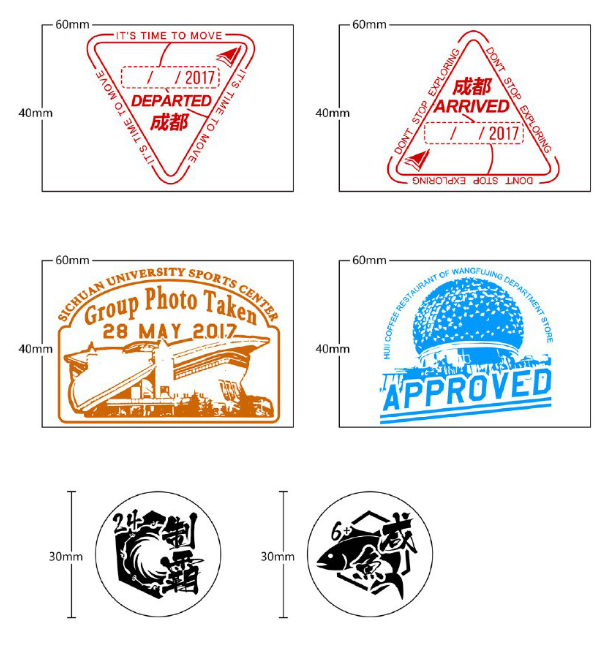 60mm
IT'S TIME TO MOVE
IT'S TIME TO MOVE
IT'S TIME TO MOVE
/ / 2017
DEPARTED
成都
40mm
60mm
DON'T STOP EXPLORING
DON'T STOP EXPLORING
DON'T STOP EXPLORING
成都
ARRIVED
/ / 2017
40mm
60mm
SICHUAN UNIVERSITY SPORTS CENTER
Group Photo Taken
28 MAY 2017
40mm
60mm
HUII COFFEE RESTAURANT OF WANGFUJING DEPARTMENT STORE
APPROVED
40mm
24
制霸
30mm
6+
咸鱼
30mm